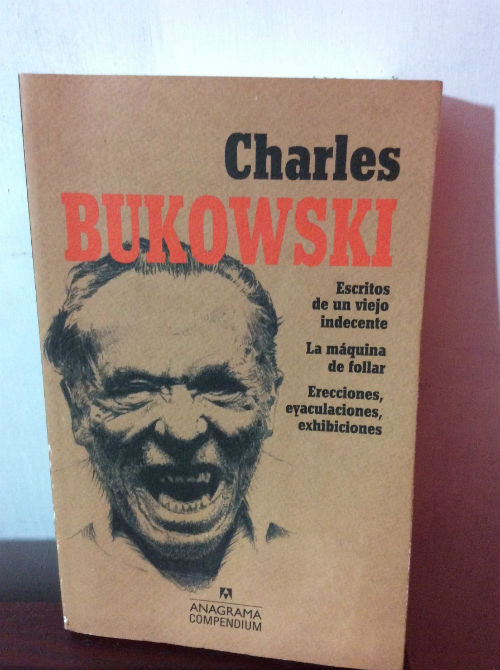 Charles
BUKOWSKI
Escritos
de un viejo
indecente
La máquina
de follar
Erecciones,
eyaculaciones,
exhibiciones
ANAGRAMA
COMPENDIUM